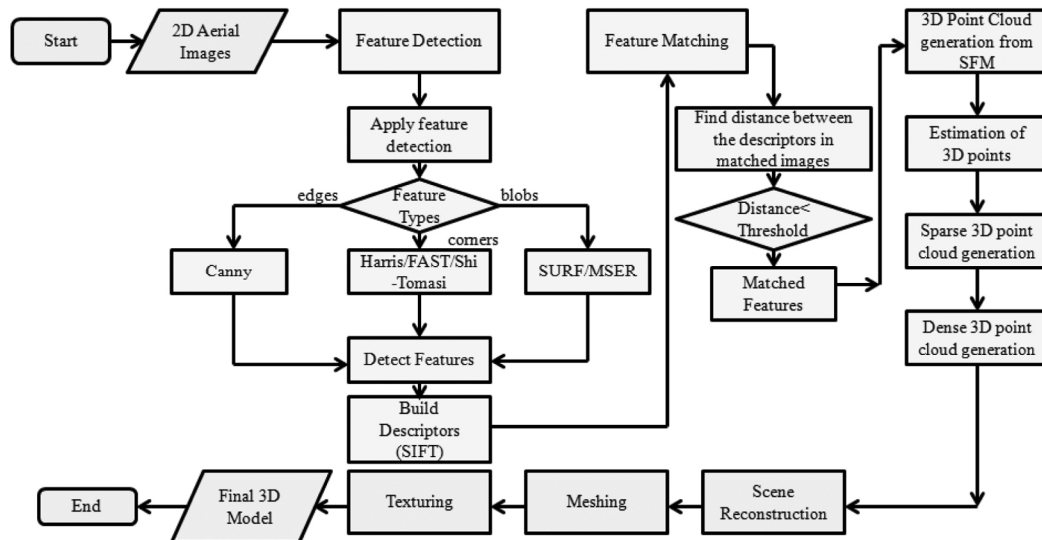 Start
2D Aerial
Images
Feature Detection
Apply feature
detection
edges
Feature
Types
blobs
corners
Canny
Harris/FAST/Shi
-Tomasi
SURF/MSER
Detect Features
Build
Descriptors
(SIFT)
Feature Matching
Find distance between
the descriptors in
matched images
Distance<
Threshold
Matched
Features
3D Point Cloud
generation from
SFM
Estimation of
3D points
Sparse 3D point
cloud generation
Dense 3D point
cloud generation
Scene
Reconstruction
Meshing
Texturing
Final 3D
Model
End